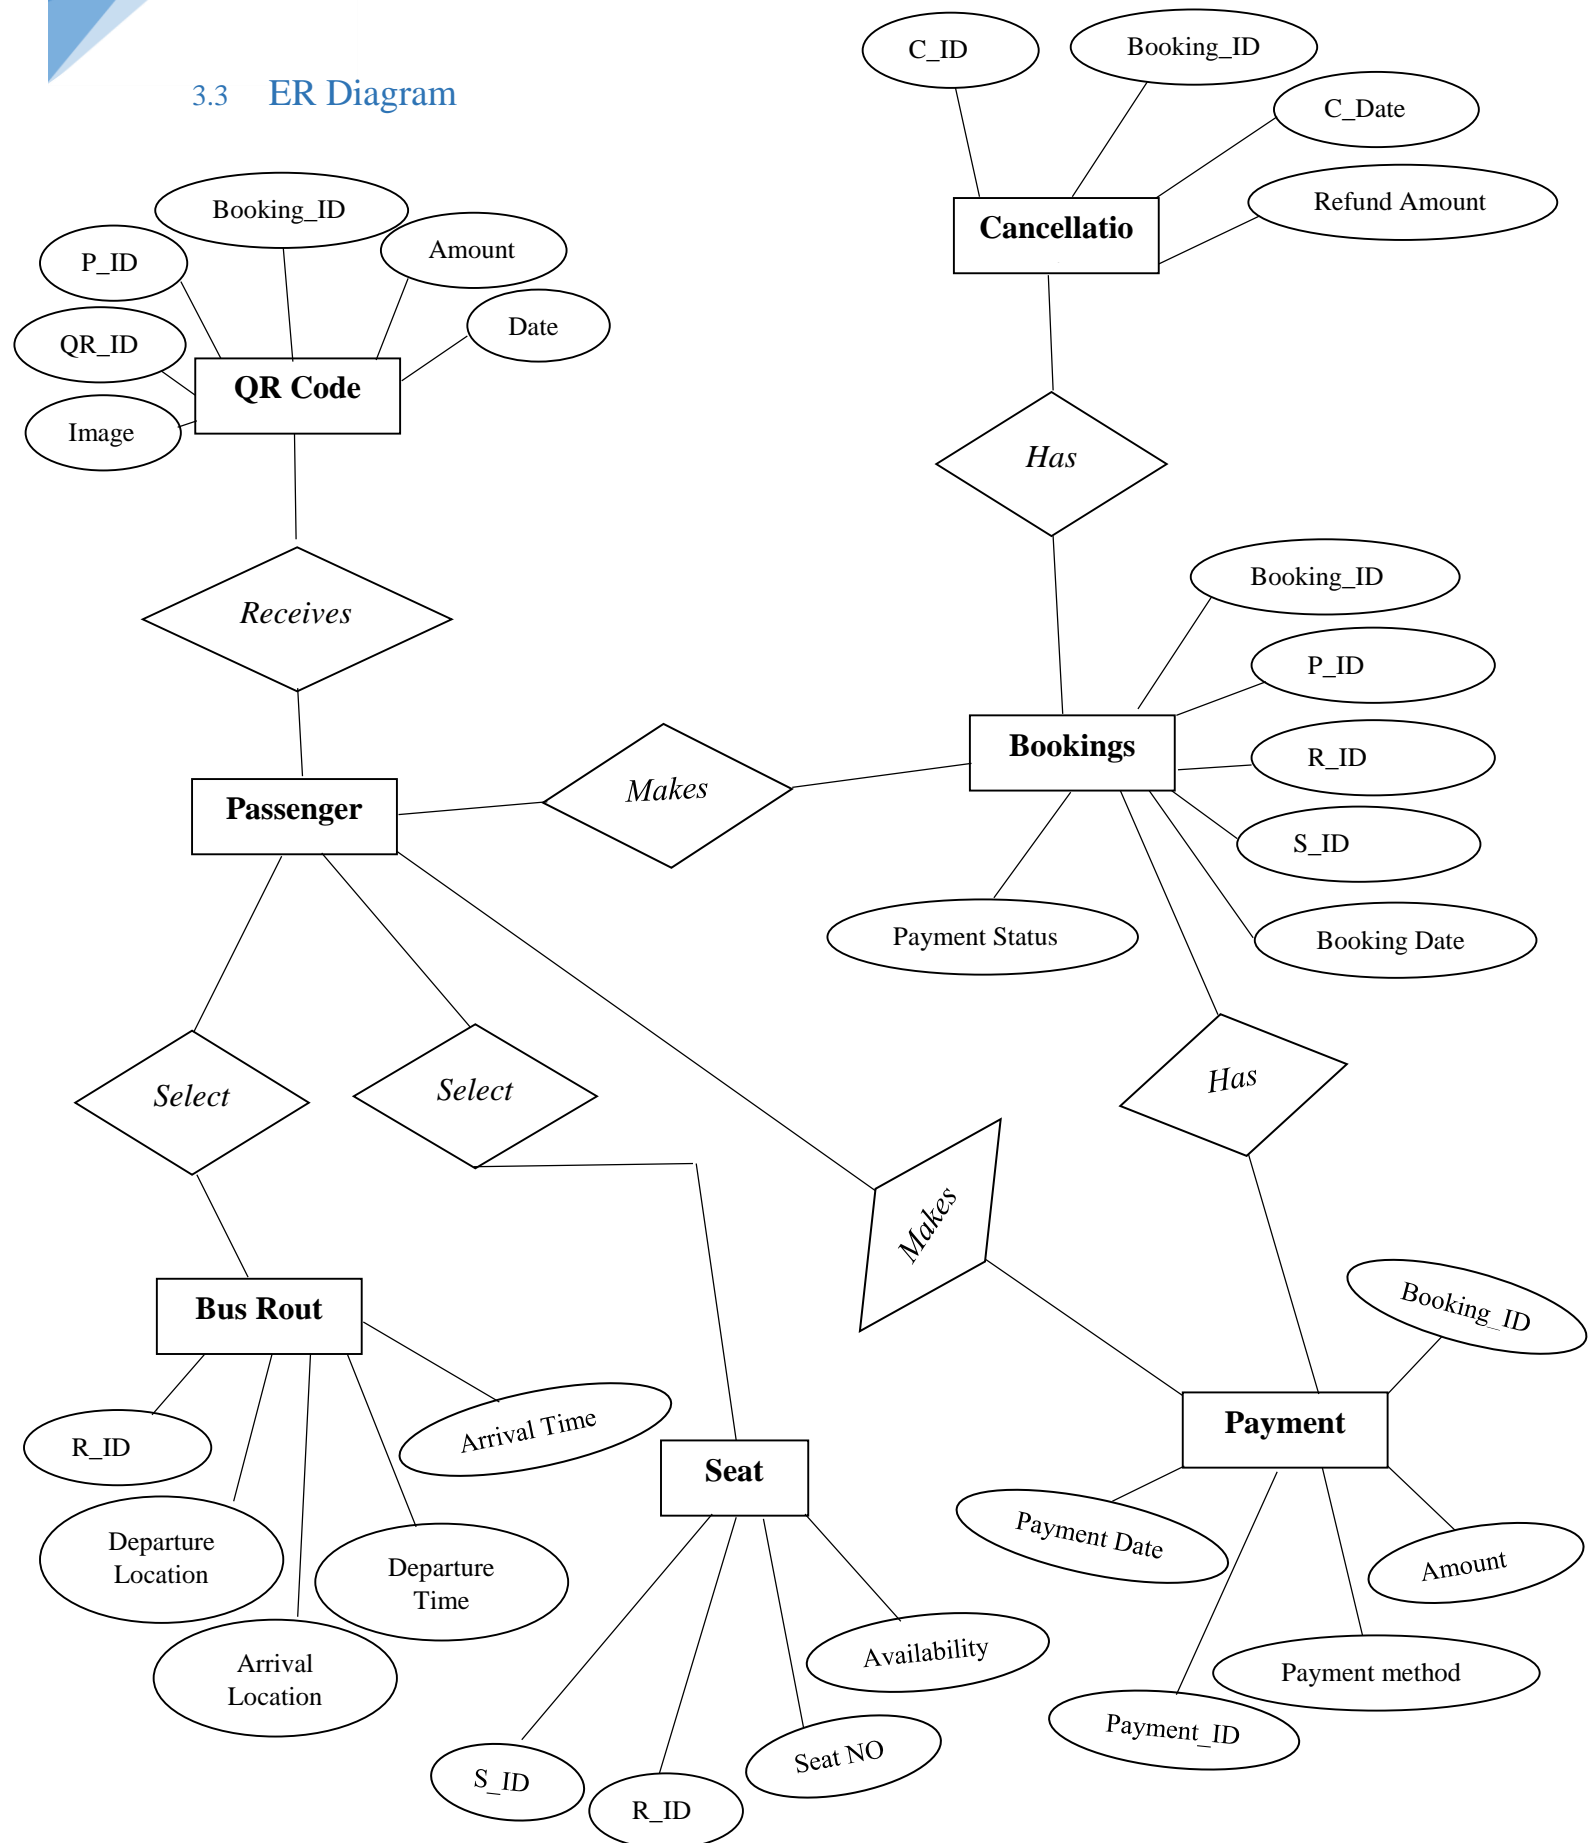 3.3 ER Diagram
C_ID
Booking_ID
C_Date
Refund Amount
Cancellatio
Booking_ID
P_ID
Amount
QR_ID
Date
Image
QR Code
Has
Receives
Booking_ID
P_ID
Bookings
R_ID
S_ID
Booking Date
Payment Status
Makes
Passenger
Select
Select
Has
Makes
Bus Rout
R_ID
Departure
Location
Arrival
Location
Departure
Time
Arrival Time
Seat
S_ID
R_ID
Seat NO
Availability
Booking_ID
Payment
Payment Date
Amount
Payment method
Payment_ID